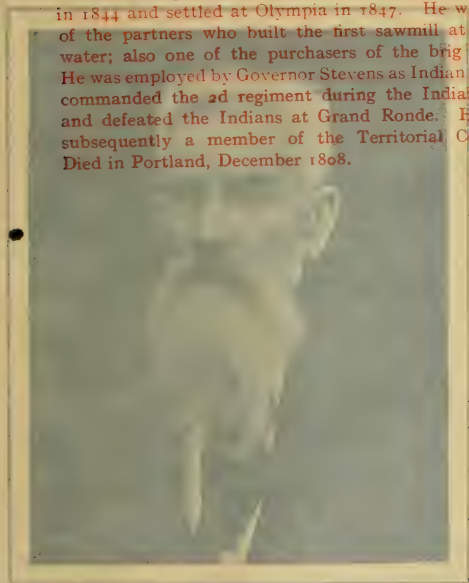 in 1844 and settled at Olympia in 1847. He w
of the partners who built the first sawmill at
water; also one of the purchasers of the brig
He was employed by Governor Stevens as Indian
commanded the 2d regiment during the India
and defeated the Indians at Grand Ronde. H
subsequently a member of the Territorial C
Died in Portland, December 1808.